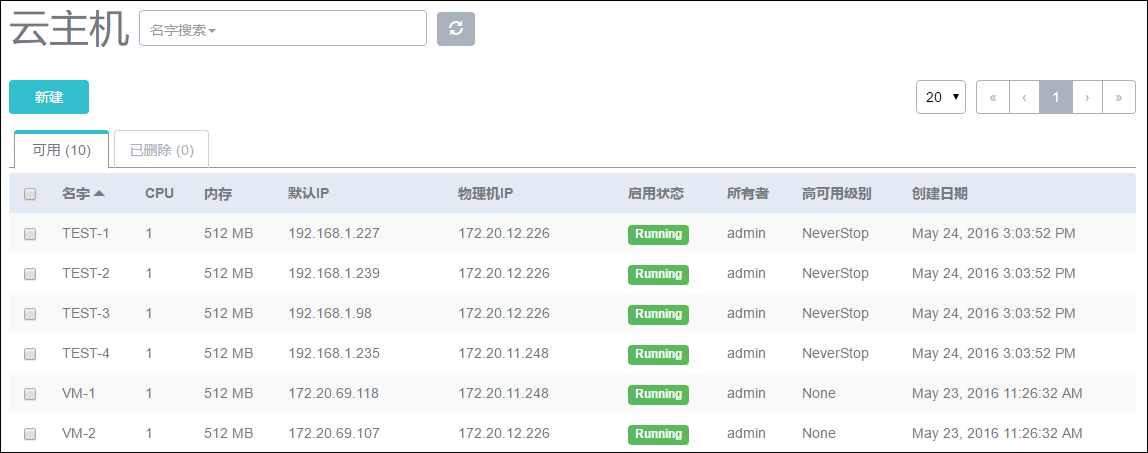 云主机 名字搜索
新建 20 « ‹ 1 › »
可用 (10) 已删除 (0)
名字 CPU 内存 默认IP 物理机IP 启用状态 所有者 高可用级别 创建日期
TEST-1 1 512 MB 192.168.1.227 172.20.12.226 Running admin NeverStop May 24, 2016 3:03:52 PM
TEST-2 1 512 MB 192.168.1.239 172.20.12.226 Running admin NeverStop May 24, 2016 3:03:52 PM
TEST-3 1 512 MB 192.168.1.98 172.20.12.226 Running admin NeverStop May 24, 2016 3:03:52 PM
TEST-4 1 512 MB 192.168.1.235 172.20.11.248 Running admin NeverStop May 24, 2016 3:03:52 PM
VM-1 1 512 MB 172.20.69.118 172.20.11.248 Running admin None May 23, 2016 11:26:32 AM
VM-2 1 512 MB 172.20.69.107 172.20.12.226 Running admin None May 23, 2016 11:26:32 AM